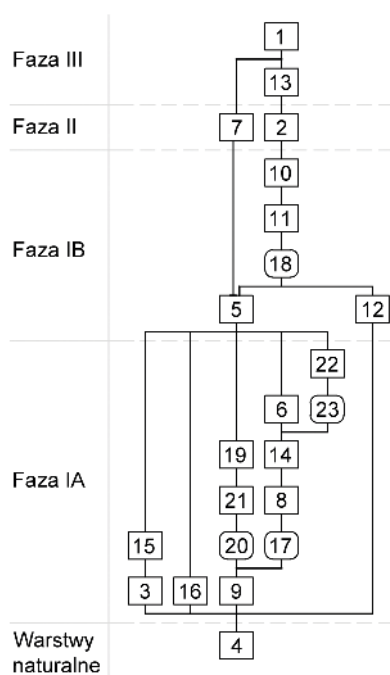 1
Faza III
13
Faza II
7 2
10
11
Faza IB
18
5 12
22
6 23
19 14
Faza IA
21 8
15 20 17
3 16 9
Warstwy
naturalne
4